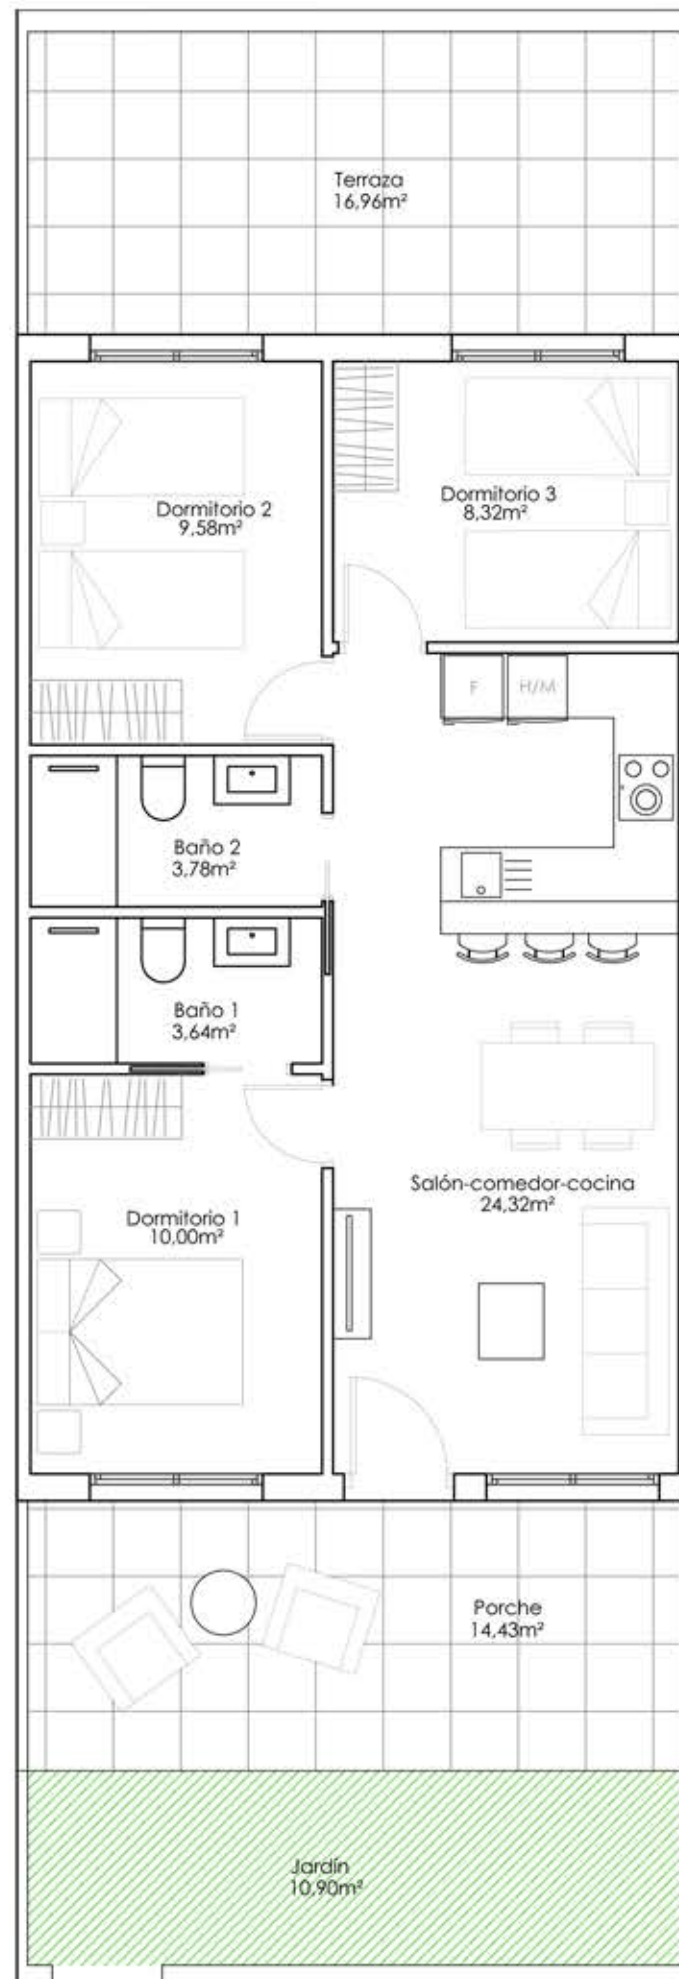 Terraza
16,96m²
Dormitorio 2
9,58m²
Dormitorio 3
8,32m²
F
H/M
Baño 2
3,78m²
Baño 1
3,64m²
Salón-comedor-cocina
24,32m²
Dormitorio 1
10,00m²
Porche
14,43m²
Jardín
10,90m²